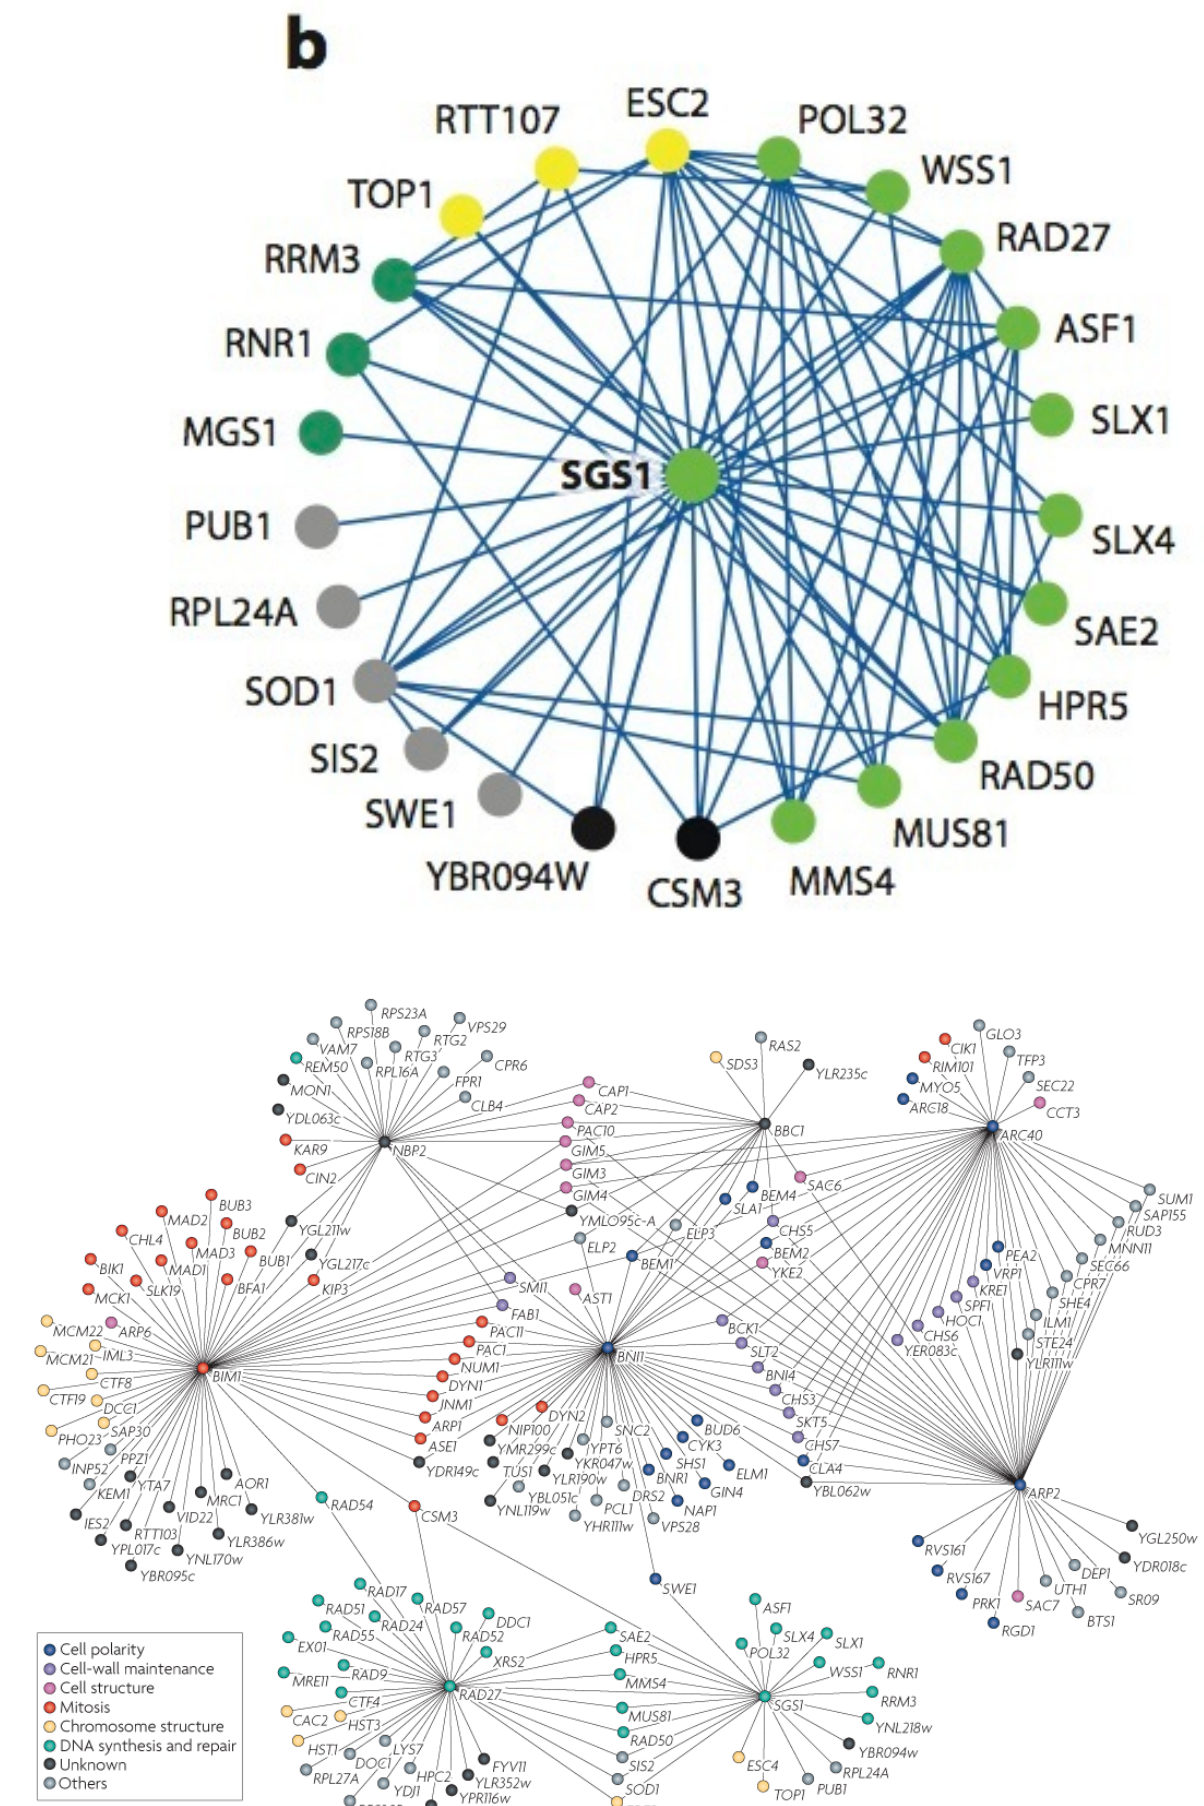 b
ESC2
RTT107
POL32
WSS1
TOP1
RAD27
RRM3
ASF1
RNR1
SLX1
MGS1
SGS1
PUB1
SLX4
RPL24A
SAE2
SOD1
HPR5
SIS2
RAD50
SWE1
MUS81
YBR094W
CSM3
MMS4
RPS23A
RPS18B
VPS29
RTG2
VAM7
RTG3
REM50
RPL16A
CPR6
MON1
FPR1
CLB4
YDL063c
KAR9
NBP2
CIN2
CAP1
CAP2
PAC10
GIM5
GIM3
GIM4
YML095c-A
ELP2
ELP3
SDS3
RAS2
YLR235c
BBC1
SAC6
BEM4
SLA1
CHS5
BEM2
YKE2
BEM1
GLO3
CIK1
RIM101
TFP3
MYO5
SEC22
ARC18
CCT3
ARC40
SUM1
SAP155
RUD3
MNN11
SEC66
CPR7
SHE4
ILM1
STE24
YLR111w
PEA2
VRP1
KRE1
SPF1
HOC1
CHS6
YER083c
BUB3
MAD2
BUB2
CHL4
MAD3
BUB1
BIK1
MAD1
SLK19
BFA1
MCK1
YGL211w
YGL217c
KIP3
MCM22
ARP6
MCM21
IML3
BIM1
CTF8
CTF19
DCC1
PHO23
SAP30
INP52
PPZ1
KEM1
YTA7
AOR1
MRC1
IES2
VID22
YLR381w
RTT103
YPL017c
YLR386w
YNL170w
YBR095c
SMI1
FAB1
PAC11
PAC1
NUM1
DYN1
JNM1
ARP1
ASE1
YDR149c
AST1
BNI1
BCK1
SLT2
BNI4
CHS3
SKT5
CHS7
CLA4
YBL062w
DYN2
NIP100
SNC2
BUD6
YMR299c
YPT6
CYK3
YKR047w
SHS1
TUS1
YLR190w
BNR1
ELM1
YBL051c
DRS2
GIN4
YNL119w
PCL1
NAP1
YHR111w
VPS28
ARP2
RAD54
CSM3
SWE1
RVS161
RVS167
PRK1
RGD1
SAC7
UTH1
DEP1
BTS1
SR09
YDR018c
YGL250w
RAD17
RAD51
RAD57
RAD24
DDC1
RAD55
RAD52
EX01
XRS2
MRE11
RAD9
RAD27
CTF4
CAC2
HST3
HST1
LYS7
DOC1
FYV11
RPL27A
HPC2
YLR352w
YDJ1
YPR116w
SAE2
HPR5
MMS4
MUS81
RAD50
SIS2
SOD1
ASF1
SLX4
SLX1
POL32
WSS1
RNR1
SGS1
RRM3
YNL218w
YBR094w
ESC4
RPL24A
TOP1
PUB1
Cell polarity
Cell-wall maintenance
Cell structure
Mitosis
Chromosome structure
DNA synthesis and repair
Unknown
Others